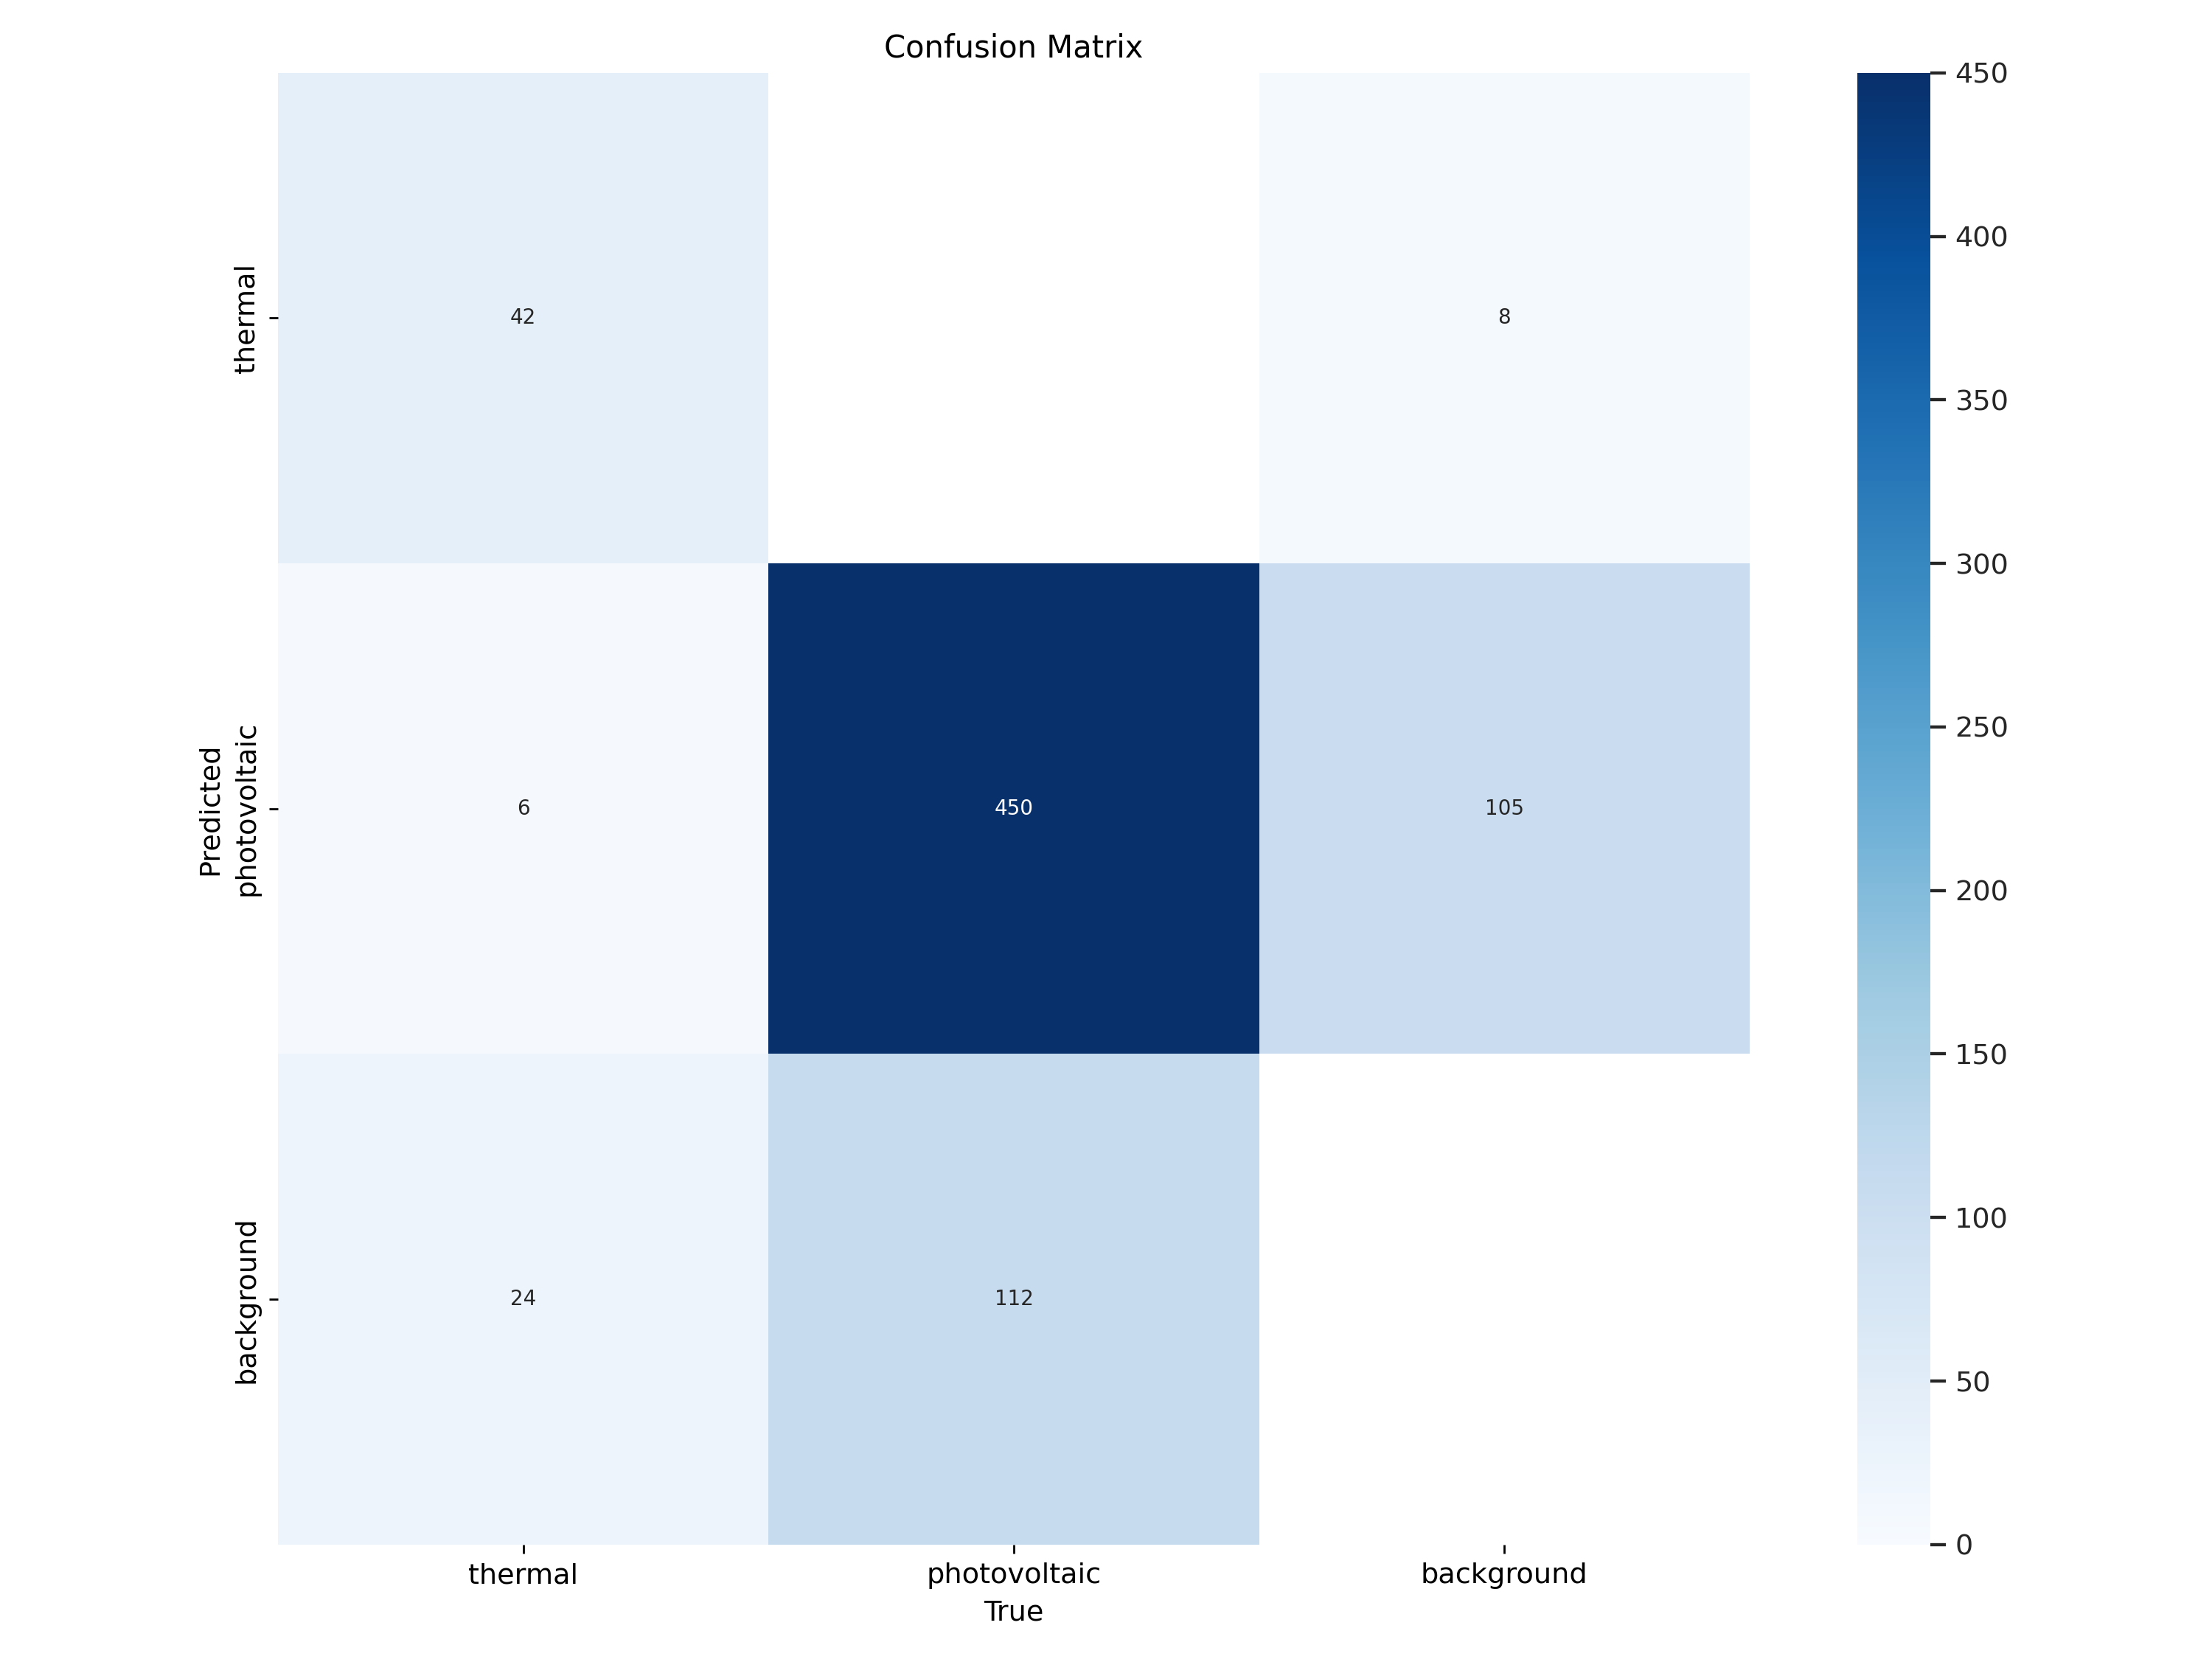 Confusion Matrix
thermal
42
8
450
400
350
300
250
200
150
100
50
0
Predicted
photovoltaic
6
450
105
background
24
112
thermal
photovoltaic
background
True